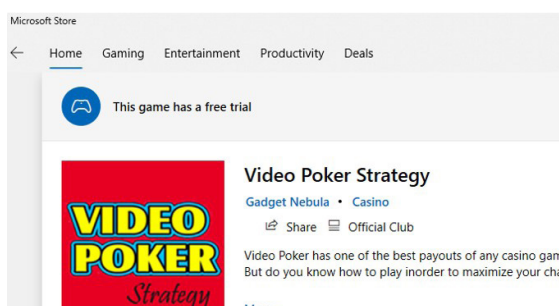 Microsoft Store
Home Gaming Entertainment Productivity Deals
This game has a free trial
VIDEO
POKER
Strategy
Video Poker Strategy
Gadget Nebula • Casino
Share Official Club
Video Poker has one of the best payouts of any casino gam
But do you know how to play inorder to maximize your cha